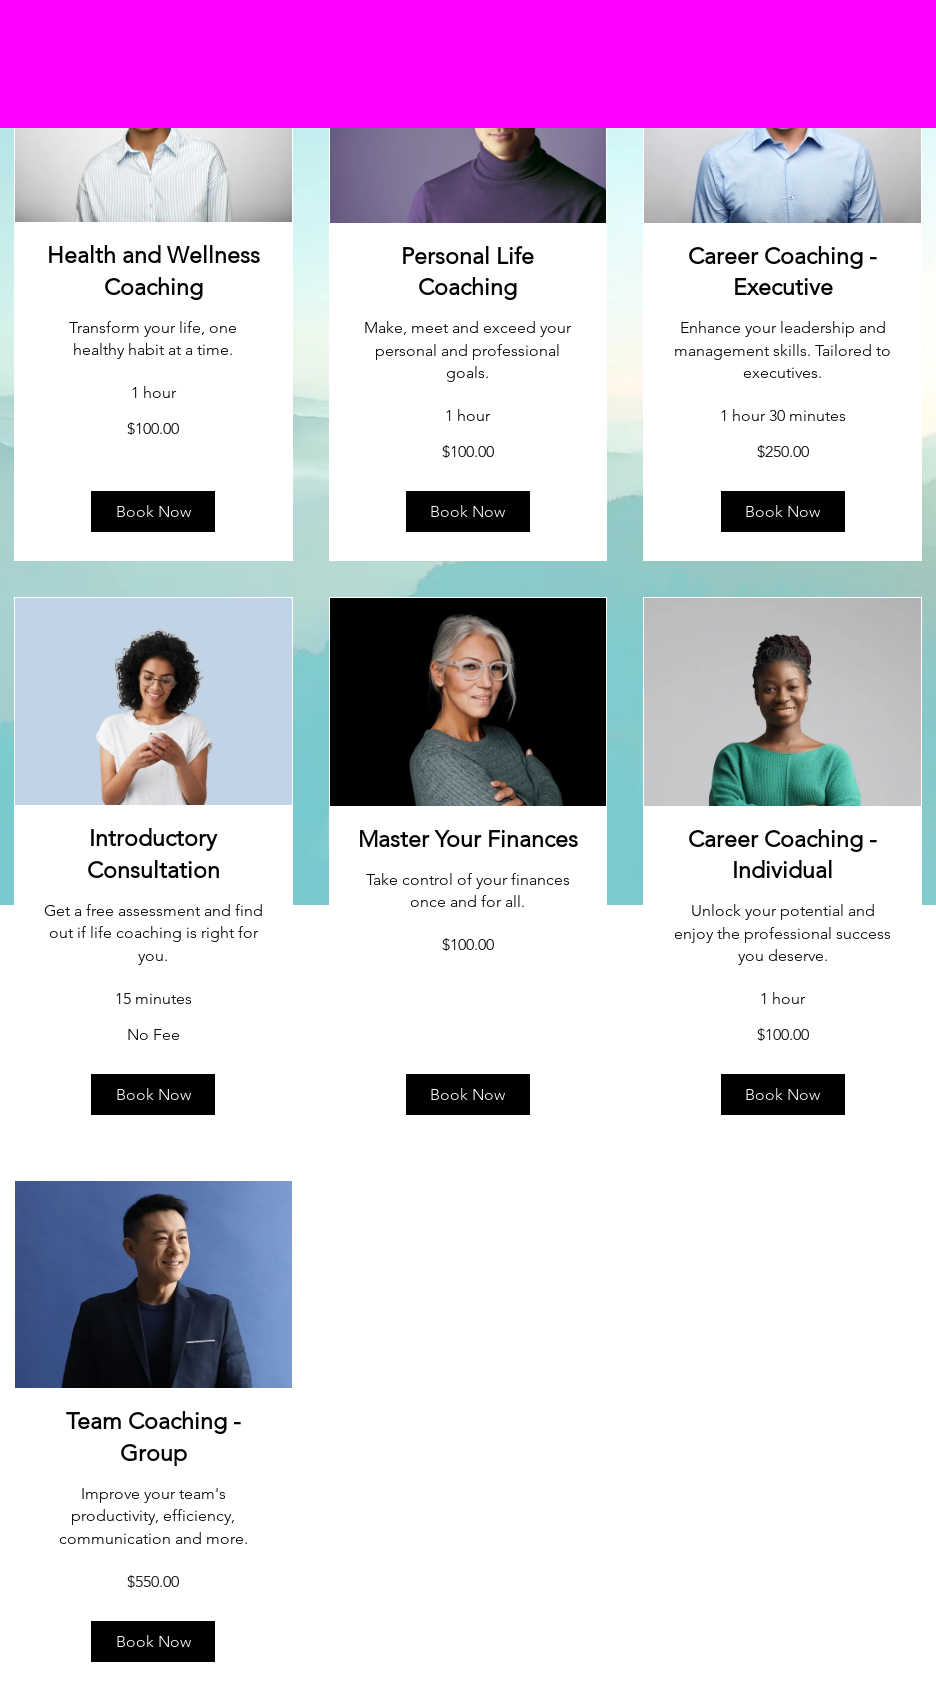 Health and Wellness
Coaching
Transform your life, one
healthy habit at a time.
1 hour
$100.00
Book Now
Personal Life
Coaching
Make, meet and exceed your
personal and professional
goals.
1 hour
$100.00
Book Now
Career Coaching -
Executive
Enhance your leadership and
management skills. Tailored to
executives.
1 hour 30 minutes
$250.00
Book Now
Introductory
Consultation
Get a free assessment and find
out if life coaching is right for
you.
15 minutes
No Fee
Book Now
Master Your Finances
Take control of your finances
once and for all.
$100.00
Book Now
Career Coaching -
Individual
Unlock your potential and
enjoy the professional success
you deserve.
1 hour
$100.00
Book Now
Team Coaching -
Group
Improve your team's
productivity, efficiency,
communication and more.
$550.00
Book Now